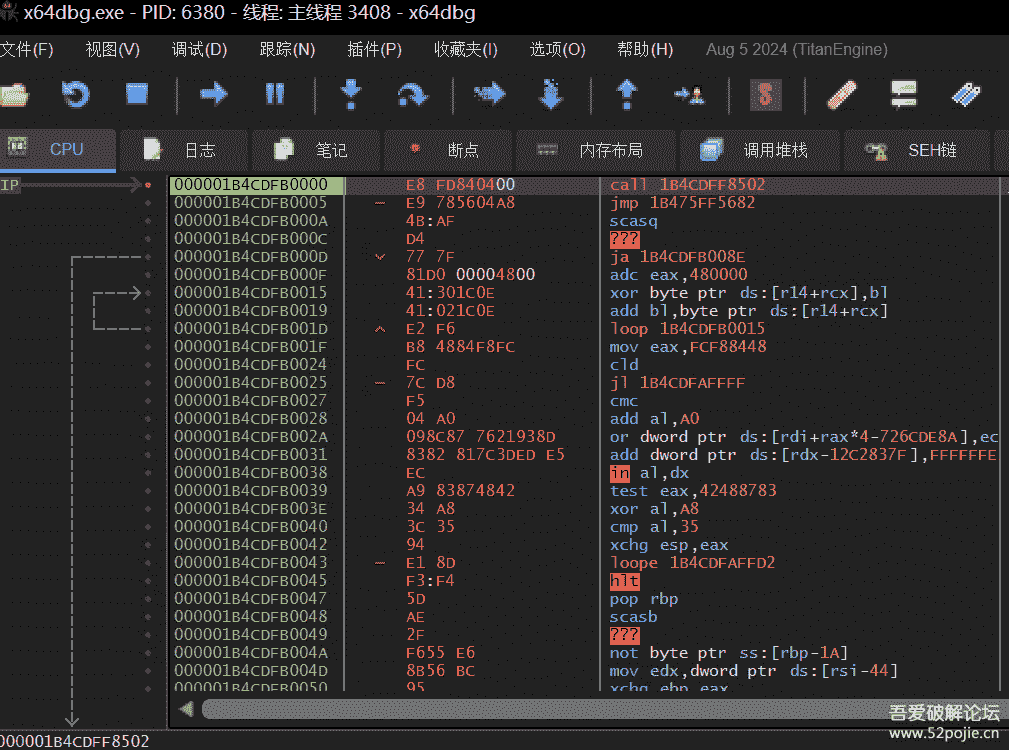 x64dbg.exe - PID: 6380 - 线程: 主线程 3408 - x64dbg
文件(F) 视图(V) 调试(D) 跟踪(N) 插件(P) 收藏夹(I) 选项(O) 帮助(H) Aug 5 2024 (TitanEngine)
CPU 日志 笔记 断点 内存布局 调用堆栈 SEH链
IP 000001B4CDFB0000 E8 FD840400 call 1B4CDFF8502
000001B4CDFB0005 E9 785604A8 jmp 1B475FF5682
000001B4CDFB000A 4B:AF scasq
000001B4CDFB000C D4 ???
000001B4CDFB000D 77 7F ja 1B4CDFB008E
000001B4CDFB000F 81D0 00004800 adc eax,480000
000001B4CDFB0015 41:301C0E xor byte ptr ds:[r14+rcx],bl
000001B4CDFB0019 41:021C0E add bl,byte ptr ds:[r14+rcx]
000001B4CDFB001D E2 F6 loop 1B4CDFB0015
000001B4CDFB001F B8 4884F8FC mov eax,FCF88448
000001B4CDFB0024 FC cld
000001B4CDFB0025 7C D8 jl 1B4CDFAFFFF
000001B4CDFB0027 F5 cmc
000001B4CDFB0028 04 A0 add al,A0
000001B4CDFB002A 098C87 7621938D or dword ptr ds:[rdi+rax*4-726CDE8A],ec
000001B4CDFB0031 8382 817C3DED E5 add dword ptr ds:[rdx-12C2837F],FFFFFFE
000001B4CDFB0038 EC in al,dx
000001B4CDFB0039 A9 83874842 test eax,42488783
000001B4CDFB003E 34 A8 xor al,A8
000001B4CDFB0040 3C 35 cmp al,35
000001B4CDFB0042 94 xchg esp,eax
000001B4CDFB0043 E1 8D loope 1B4CDFAFFD2
000001B4CDFB0045 F3:F4 hlt
000001B4CDFB0047 5D pop rbp
000001B4CDFB0048 AE scasb
000001B4CDFB0049 2F ???
000001B4CDFB004A F655 E6 not byte ptr ss:[rbp-1A]
000001B4CDFB004D 8B56 BC mov edx,dword ptr ds:[rsi-44]
000001B4CDFB0050 95 xchg ebp,eax
000001B4CDFF8502
吾爱破解论坛
www.52pojie.cn